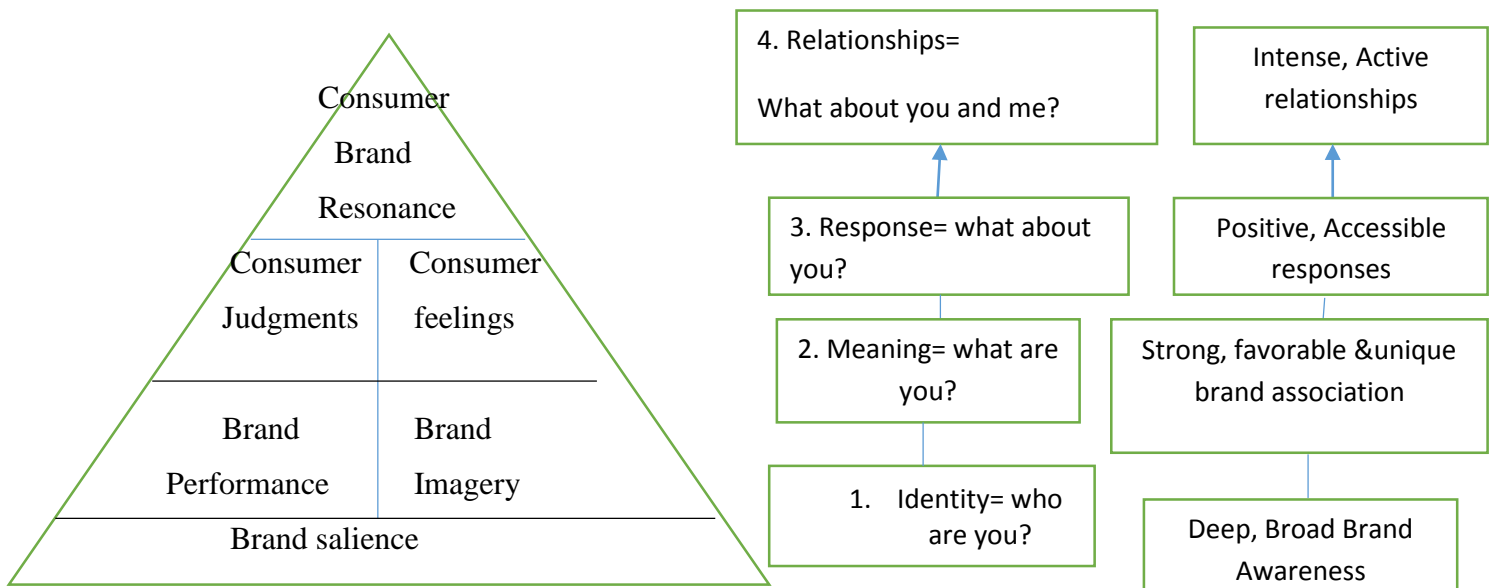 Consumer
Brand
Resonance
Consumer
Judgments
Consumer
feelings
Brand
Performance
Brand
Imagery
Brand salience
4. Relationships=
What about you and me?
3. Response= what about
you?
2. Meaning= what are
you?
1. Identity= who
are you?
Intense, Active
relationships
Positive, Accessible
responses
Strong, favorable &unique
brand association
Deep, Broad Brand
Awareness